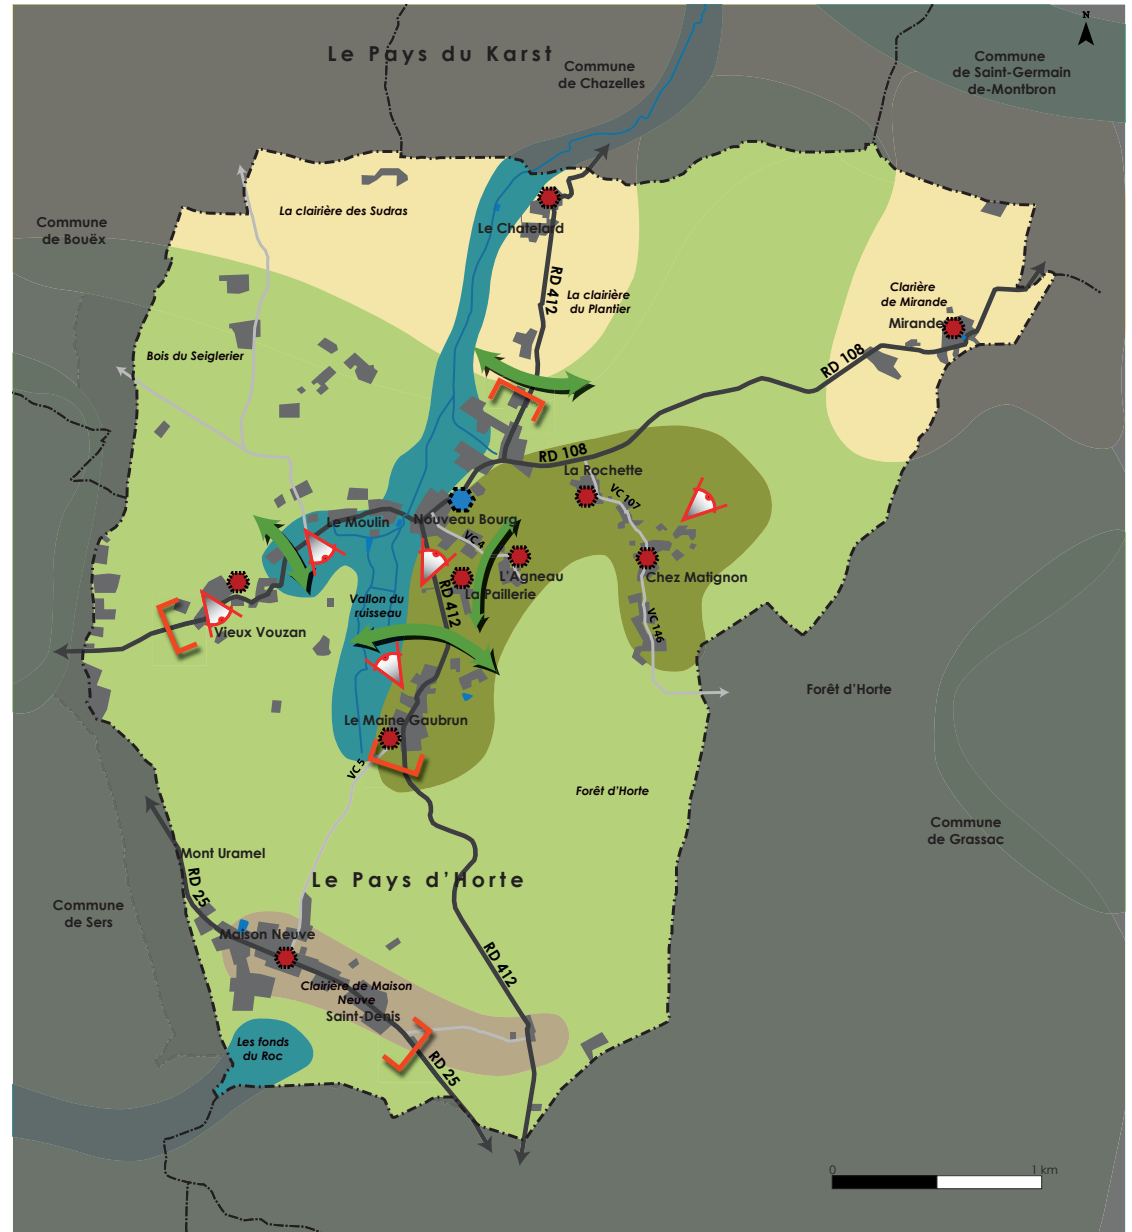 N
Le Pays du Karst
Commune
de Chazelles
Commune
de Saint-Germain
de-Montbron
La clairière des Sudras
Commune
de Bouëx
Le Chatelard
RD 412
La clairière
du Plantier
Clarière
de Mirande
Mirande
Bois du Seiglerier
RD 108
RD 108
La Rochette
VC 107
Le Moulin
Nouveau Bourg
VC 4
L'Agneau
Chez Matignon
La Paillerie
RD 412
Vallon du
ruisseau
Vieux Vouzan
VC 146
Forêt d'Horte
Le Maine Gaubrun
VC 5
Forêt d'Horte
Commune
de Grassac
Mont Uramel
RD 25
Le Pays d'Horte
Commune
de Sers
Maison Neuve
RD 412
Clairière de Maison
Neuve
Saint-Denis
Les fonds
du Roc
RD 25
0 1 km